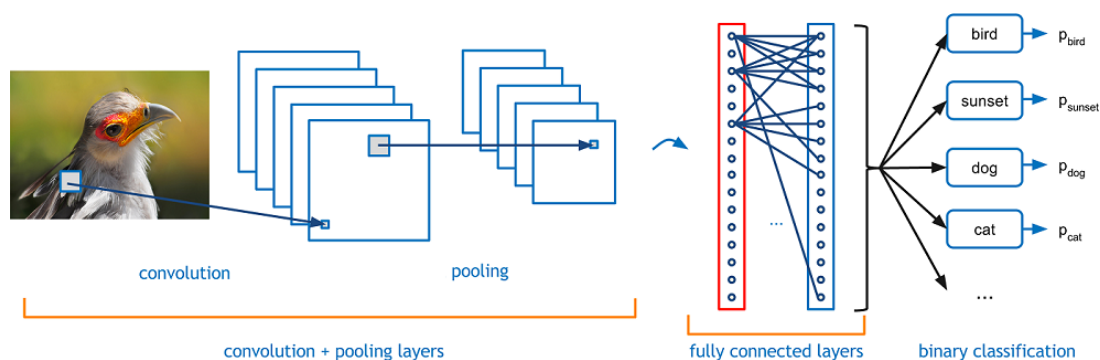 bird
p_bird
sunset
p_sunset
dog
p_dog
cat
p_cat
...
...
convolution
pooling
convolution + pooling layers
fully connected layers
binary classification